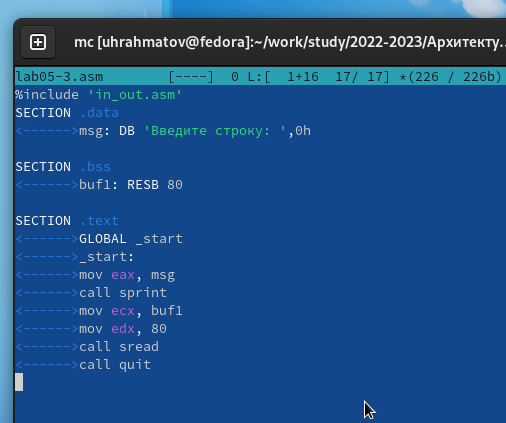 mc [uhrahmatov@fedora]:~/work/study/2022-2023/Архитекту...
lab05-3.asm        [----]  0 L:[  1+16  17/ 17] *(226 / 226b)
%include 'in_out.asm'
SECTION .data
<------>msg: DB 'Введите строку: ',0h
SECTION .bss
<------>buf1: RESB 80
SECTION .text
<------>GLOBAL _start
<------>_start:
<------>mov eax, msg
<------>call sprint
<------>mov ecx, buf1
<------>mov edx, 80
<------>call sread
<------>call quit